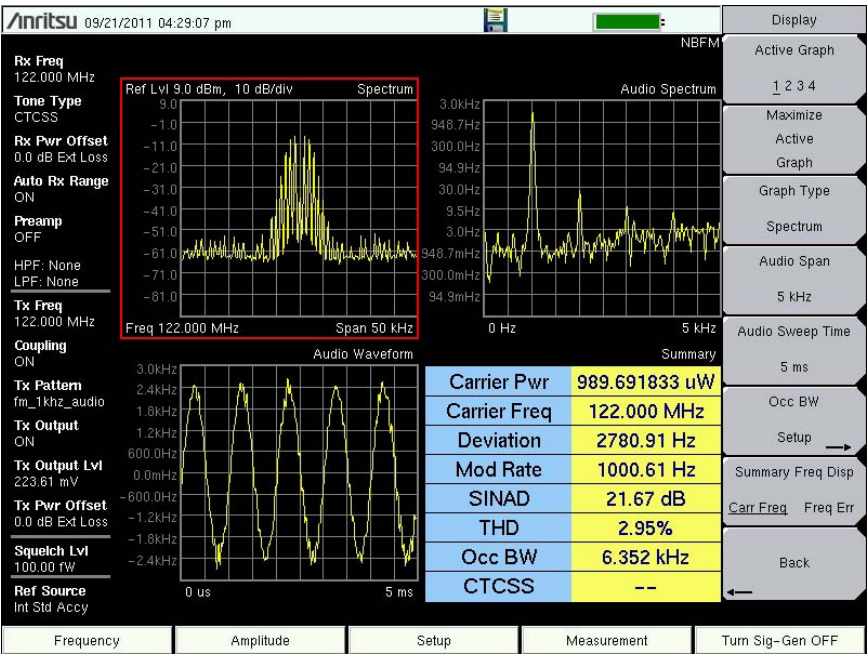 Anritsu 09/21/2011 04:29:07 pm
NBFM
Rx Freq
122.000 MHz
Tone Type
CTCSS
Rx Pwr Offset
0.0 dB Ext Loss
Auto Rx Range
ON
Preamp
OFF
HPF: None
LPF: None
Tx Freq
122.000 MHz
Coupling
ON
Tx Pattern
fm_1khz_audio
Tx Output
ON
Tx Output Lvl
223.61 mV
Tx Pwr Offset
0.0 dB Ext Loss
Squelch Lvl
100.00 fW
Ref Source
Int Std Accy
Ref Lvl 9.0 dBm, 10 dB/div Spectrum
9.0
-1.0
-11.0
-21.0
-31.0
-41.0
-51.0
-61.0
-71.0
-81.0
Freq 122.000 MHz Span 50 kHz
Audio Spectrum
3.0kHz
948.7Hz
300.0Hz
94.9Hz
30.0Hz
9.5Hz
3.0Hz
948.7mHz
300.0mHz
94.9mHz
0 Hz 5 kHz
Audio Waveform
3.0kHz
2.4kHz
1.8kHz
1.2kHz
600.0Hz
0.0mHz
-600.0Hz
-1.2kHz
-1.8kHz
-2.4kHz
0 us 5 ms
Summary
Carrier Pwr 989.691833 uW
Carrier Freq 122.000 MHz
Deviation 2780.91 Hz
Mod Rate 1000.61 Hz
SINAD 21.67 dB
THD 2.95%
Occ BW 6.352 kHz
CTCSS --
Display
Active Graph
1 2 3 4
Maximize
Active
Graph
Graph Type
Spectrum
Audio Span
5 kHz
Audio Sweep Time
5 ms
Occ BW
Setup
Summary Freq Disp
Carr Freq Freq Err
Back
Frequency Amplitude Setup Measurement Turn Sig-Gen OFF